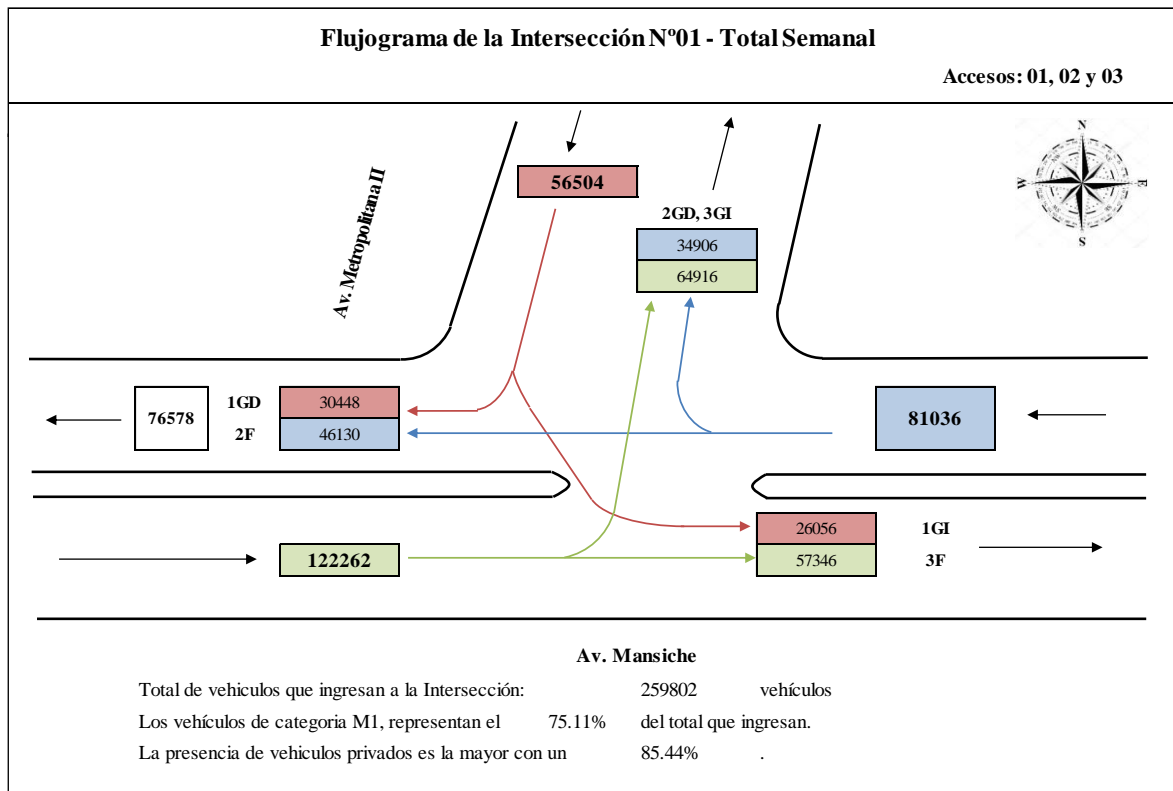 Flujograma de la Intersección Nº01 - Total Semanal
Accesos: 01, 02 y 03
N
W
E
S
Av. Metropolitana II
56504
2GD, 3GI
34906
64916
76578
1GD
30448
2F
46130
81036
26056
1GI
122262
57346
3F
Av. Mansiche
Total de vehiculos que ingresan a la Intersección: 259802 vehículos
Los vehículos de categoria M1, representan el 75.11% del total que ingresan.
La presencia de vehiculos privados es la mayor con un 85.44% .